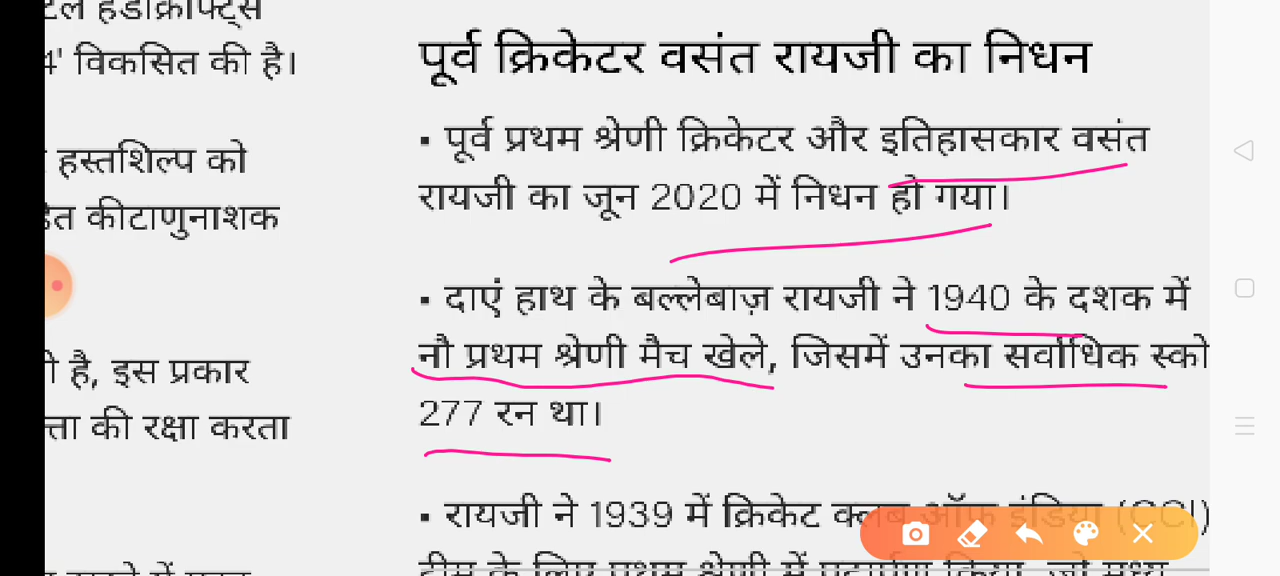 4' विकसित की है।
हस्तशिल्प को
कीटाणुनाशक
है, इस प्रकार
की रक्षा करता
पूर्व क्रिकेटर वसंत रायजी का निधन
▪ पूर्व प्रथम श्रेणी क्रिकेटर और इतिहासकार वसंत
रायजी का जून 2020 में निधन हो गया।
▪ दाएं हाथ के बल्लेबाज़ रायजी ने 1940 के दशक में
नौ प्रथम श्रेणी मैच खेले, जिसमें उनका सर्वाधिक स्को
277 रन था।
▪ रायजी ने 1939 में क्रिकेट क्लब ऑफ इंडिया (CCI)